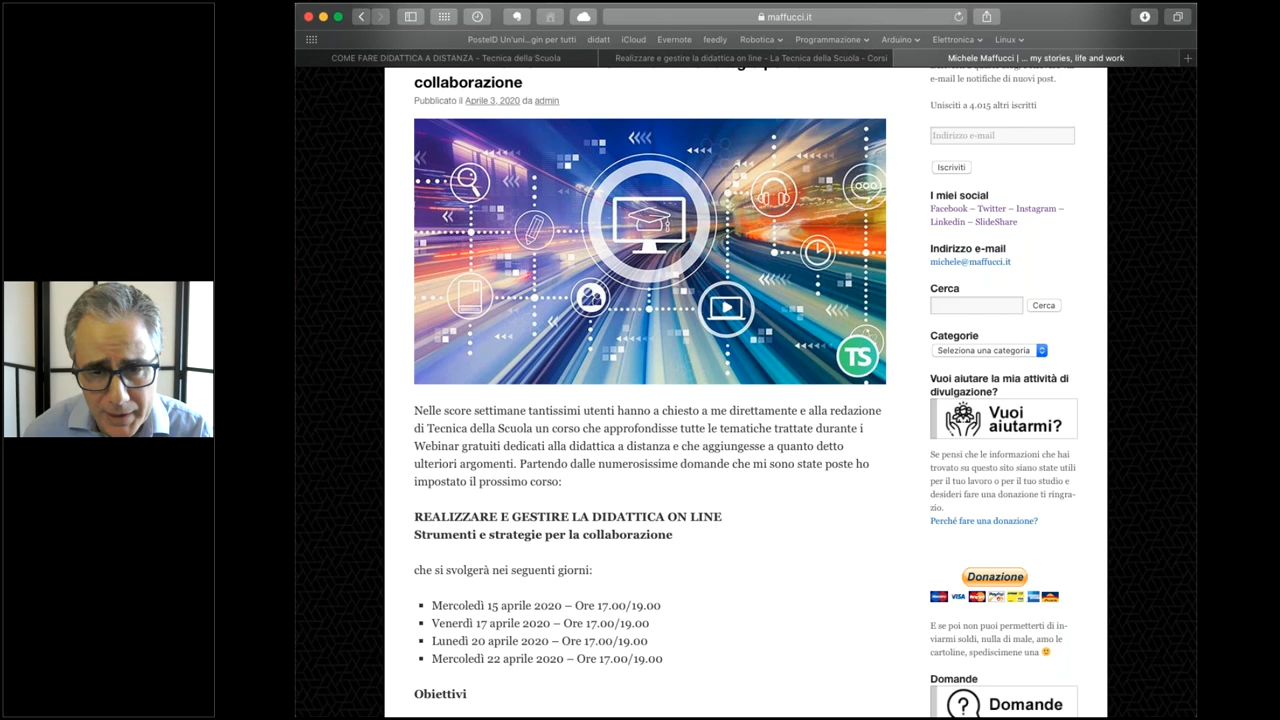 maffucci.it
PosteID Un'uni...gin per tutti didatt iCloud Evernote feedly Robotica Programmazione Arduino Elettronica Linux
COME FARE DIDATTICA A DISTANZA - Tecnica della Scuola
Realizzare e gestire la didattica on line - La Tecnica della Scuola - Corsi
Michele Maffucci | ... my stories, life and work
collaborazione
Pubblicato il Aprile 3, 2020 da admin
TS
Nelle score settimane tantissimi utenti hanno a chiesto a me direttamente e alla redazione
di Tecnica della Scuola un corso che approfondisse tutte le tematiche trattate durante i
Webinar gratuiti dedicati alla didattica a distanza e che aggiungesse a quanto detto
ulteriori argomenti. Partendo dalle numerosissime domande che mi sono state poste ho
impostato il prossimo corso:
REALIZZARE E GESTIRE LA DIDATTICA ON LINE
Strumenti e strategie per la collaborazione
che si svolgerà nei seguenti giorni:
Mercoledì 15 aprile 2020 – Ore 17.00/19.00
Venerdì 17 aprile 2020 – Ore 17.00/19.00
Lunedì 20 aprile 2020 – Ore 17.00/19.00
Mercoledì 22 aprile 2020 – Ore 17.00/19.00
Obiettivi
e-mail le notifiche di nuovi post.
Unisciti a 4.015 altri iscritti
Indirizzo e-mail
Iscriviti
I miei social
Facebook – Twitter – Instagram –
Linkedin – SlideShare
Indirizzo e-mail
michele@maffucci.it
Cerca
Cerca
Categorie
Seleziona una categoria
Vuoi aiutare la mia attività di
divulgazione?
Vuoi
aiutarmi?
Se pensi che le informazioni che hai
trovato su questo sito siano state utili
per il tuo lavoro o per il tuo studio e
desideri fare una donazione ti ringra-
zio.
Perché fare una donazione?
Donazione
VISA
E se poi non puoi permetterti di in-
viarmi soldi, nulla di male, amo le
cartoline, spediscimene una
Domande
Domande